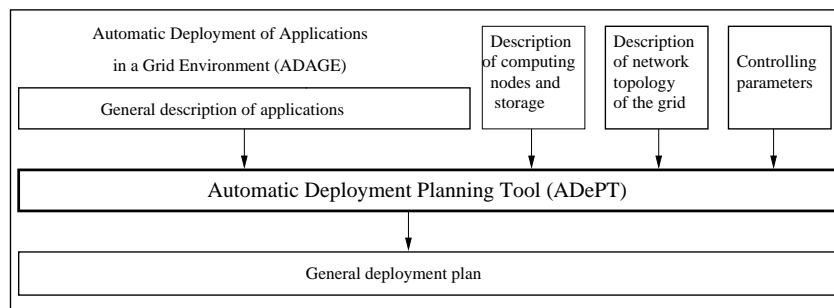 Automatic Deployment of Applications
in a Grid Environment (ADAGE)
General description of applications
Description
of computing
nodes and
storage
Description
of network
topology
of the grid
Controlling
parameters
Automatic Deployment Planning Tool (ADePT)
General deployment plan